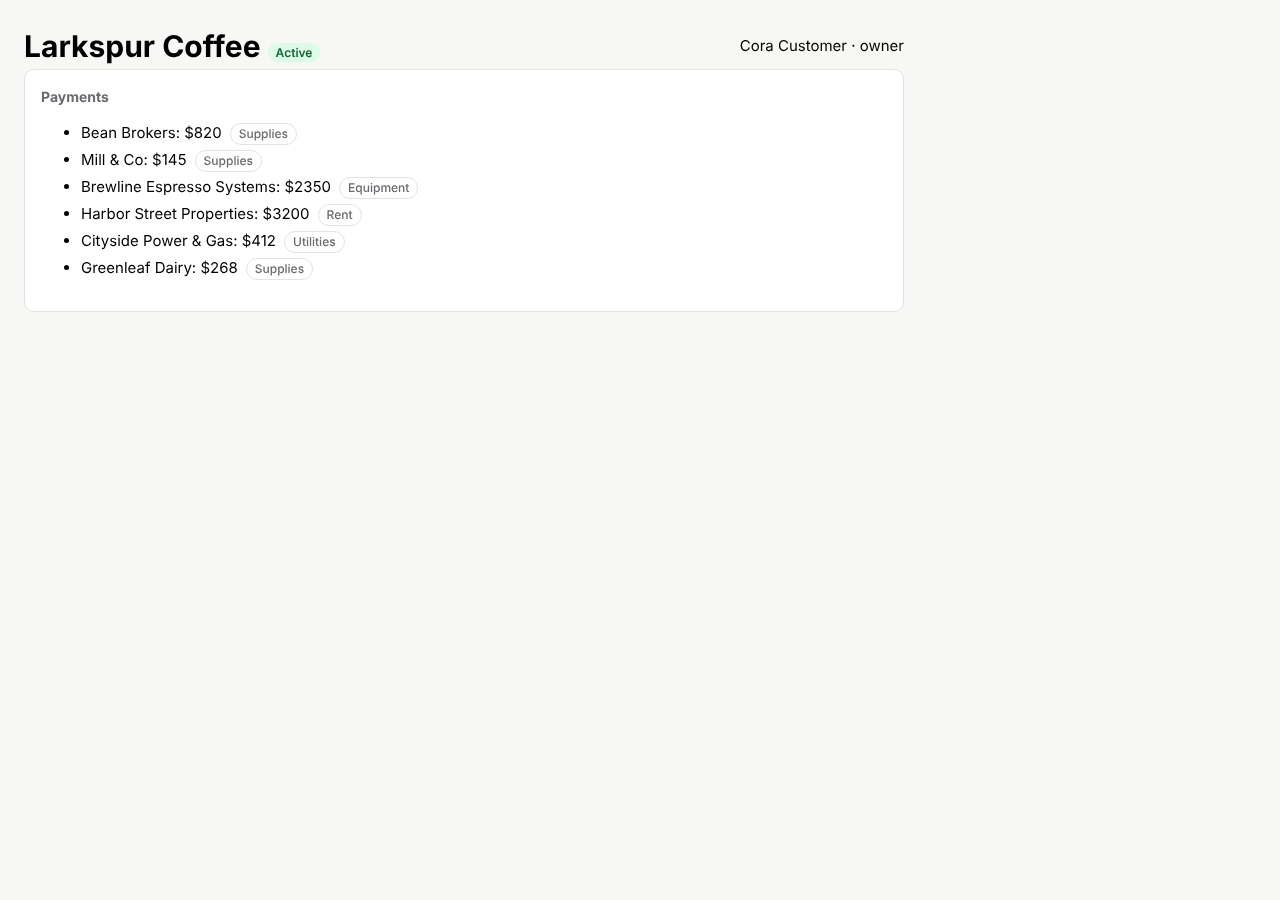 Larkspur Coffee Active Cora Customer · owner
Payments
Bean Brokers: $820 Supplies
Mill & Co: $145 Supplies
Brewline Espresso Systems: $2350 Equipment
Harbor Street Properties: $3200 Rent
Cityside Power & Gas: $412 Utilities
Greenleaf Dairy: $268 Supplies